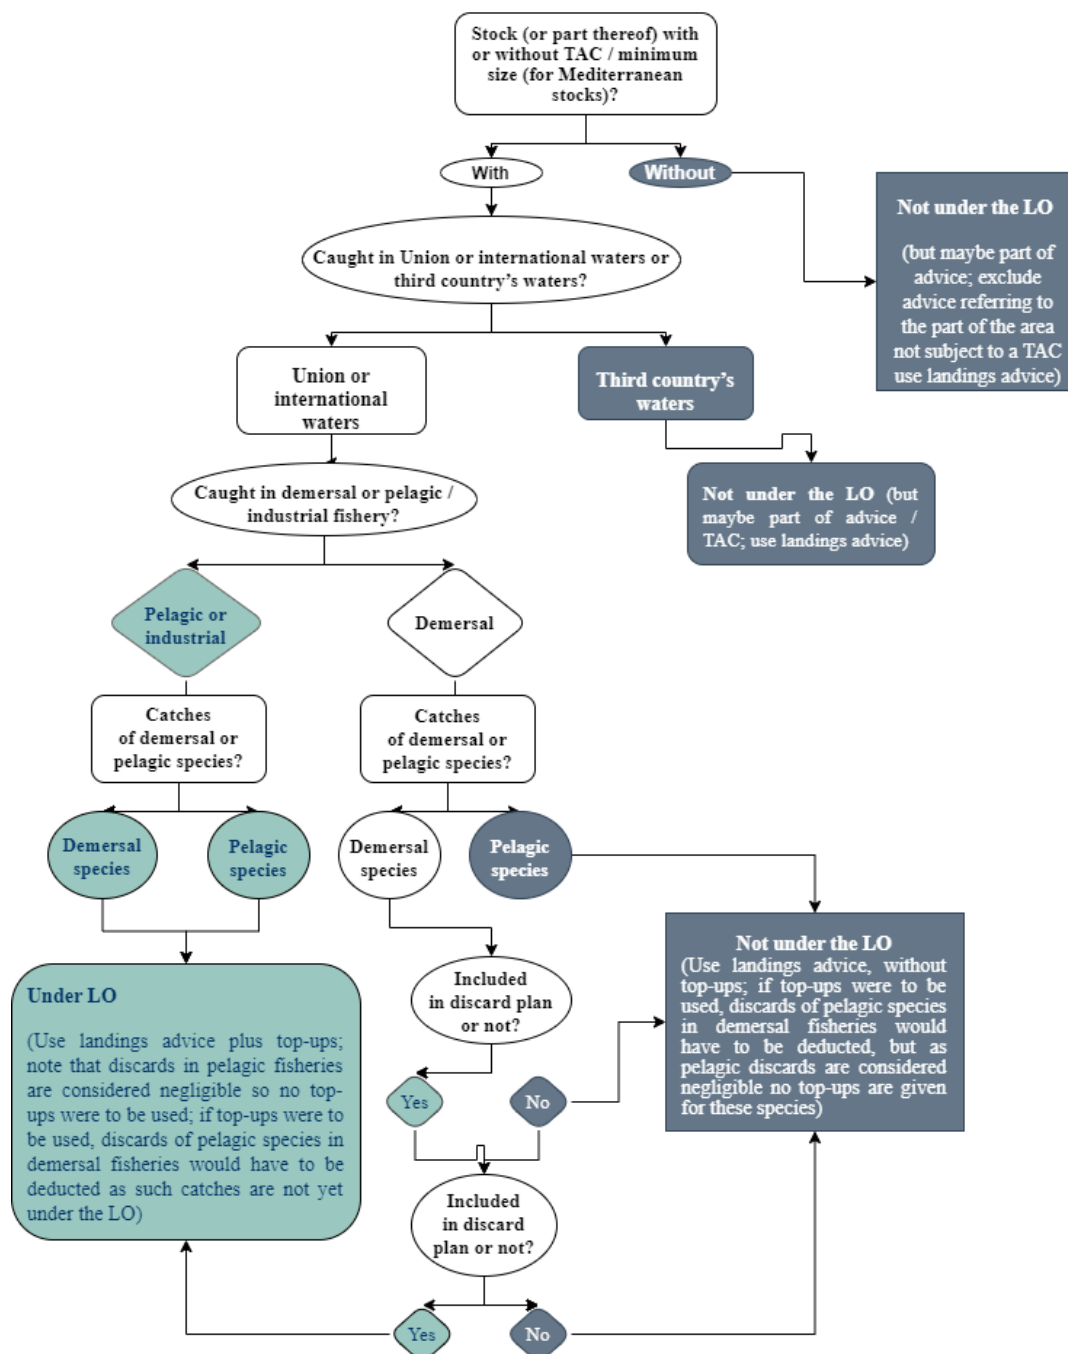 Stock (or part thereof) with
or without TAC / minimum
size (for Mediterranean
stocks)?
With
Without
Not under the LO
(but maybe part of
advice; exclude
advice referring to
the part of the area
not subject to a TAC
use landings advice)
Caught in Union or international waters or
third country's waters?
Union or
international
waters
Third country's
waters
Not under the LO (but
maybe part of advice /
TAC; use landings advice)
Caught in demersal or pelagic /
industrial fishery?
Pelagic or
industrial
Demersal
Catches
of demersal or
pelagic species?
Catches
of demersal or
pelagic species?
Demersal
species
Pelagic
species
Demersal
species
Pelagic
species
Under LO
(Use landings advice plus top-ups;
note that discards in pelagic fisheries
are considered negligible so no top-
ups were to be used; if top-ups were to
be used, discards of pelagic species in
demersal fisheries would have to be
deducted as such catches are not yet
under the LO)
Included
in discard plan
or not?
Not under the LO
(Use landings advice, without
top-ups; if top-ups were to be
used, discards of pelagic species
in demersal fisheries would
have to be deducted, but as
pelagic discards are considered
negligible no top-ups are given
for these species)
Yes
No
Included
in discard
plan or not?
Yes
No